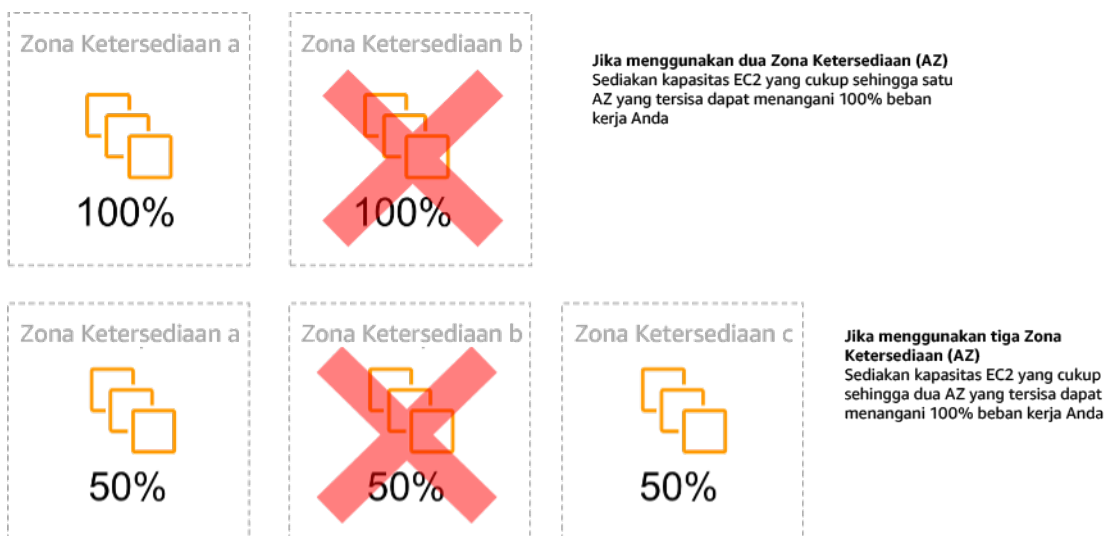 Zona Ketersediaan a
Zona Ketersediaan b
100%
100%
Jika menggunakan dua Zona Ketersediaan (AZ)
Sediakan kapasitas EC2 yang cukup sehingga satu
AZ yang tersisa dapat menangani 100% beban
kerja Anda
Zona Ketersediaan a
Zona Ketersediaan b
Zona Ketersediaan c
50%
50%
50%
Jika menggunakan tiga Zona
Ketersediaan (AZ)
Sediakan kapasitas EC2 yang cukup
sehingga dua AZ yang tersisa dapat
menangani 100% beban kerja Anda